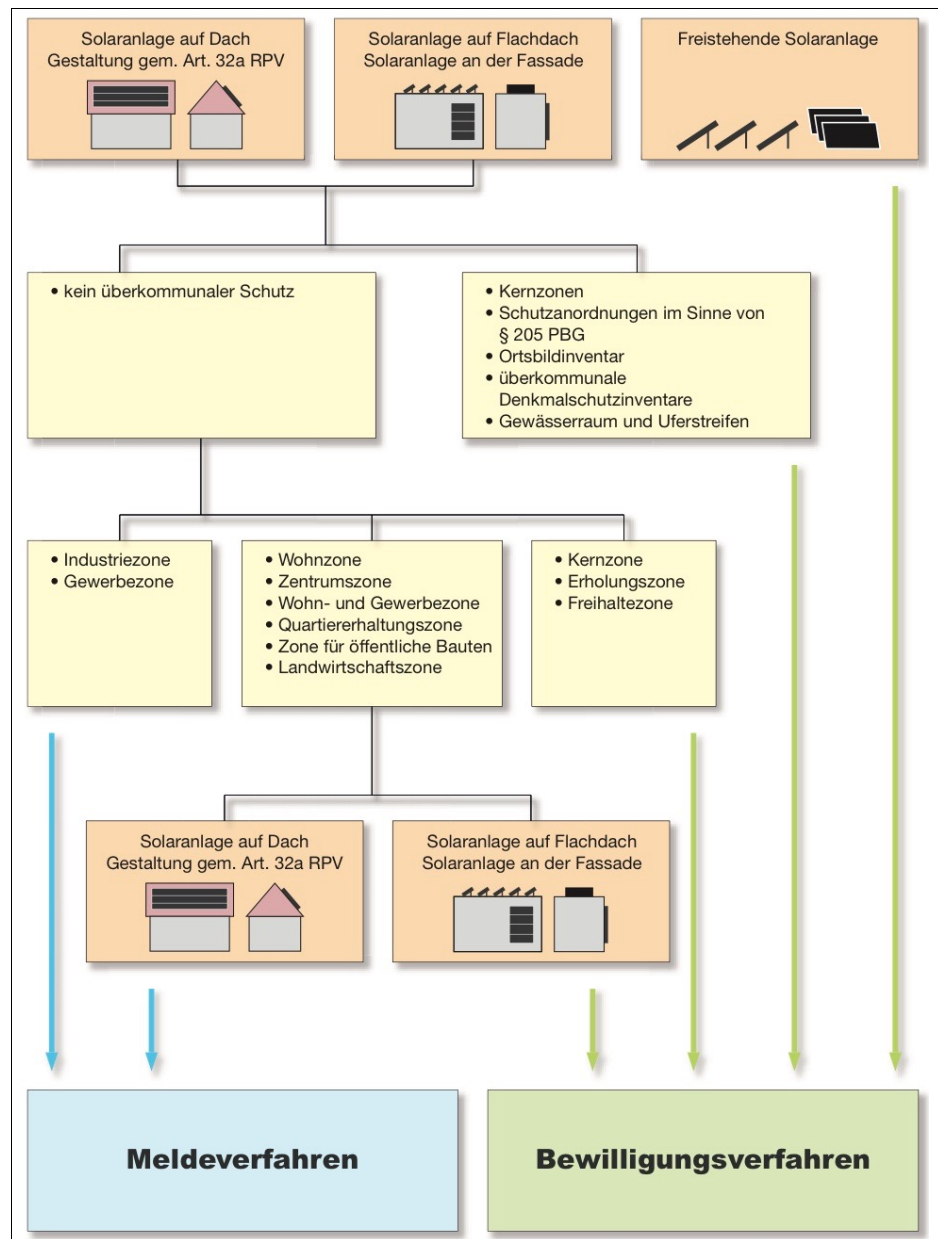 Solaranlage auf Dach
Gestaltung gem. Art. 32a RPV
Solaranlage auf Flachdach
Solaranlage an der Fassade
Freistehende Solaranlage
• kein überkommunaler Schutz
• Kernzonen
• Schutzanordnungen im Sinne von
§ 205 PBG
• Ortsbildinventar
• überkommunale
Denkmalschutzinventare
• Gewässerraum und Uferstreifen
• Industriezone
• Gewerbezone
• Wohnzone
• Zentrumszone
• Wohn- und Gewerbezone
• Quartiererhaltungszone
• Zone für öffentliche Bauten
• Landwirtschaftszone
• Kernzone
• Erholungszone
• Freihaltezone
Solaranlage auf Dach
Gestaltung gem. Art. 32a RPV
Solaranlage auf Flachdach
Solaranlage an der Fassade
Meldeverfahren
Bewilligungsverfahren